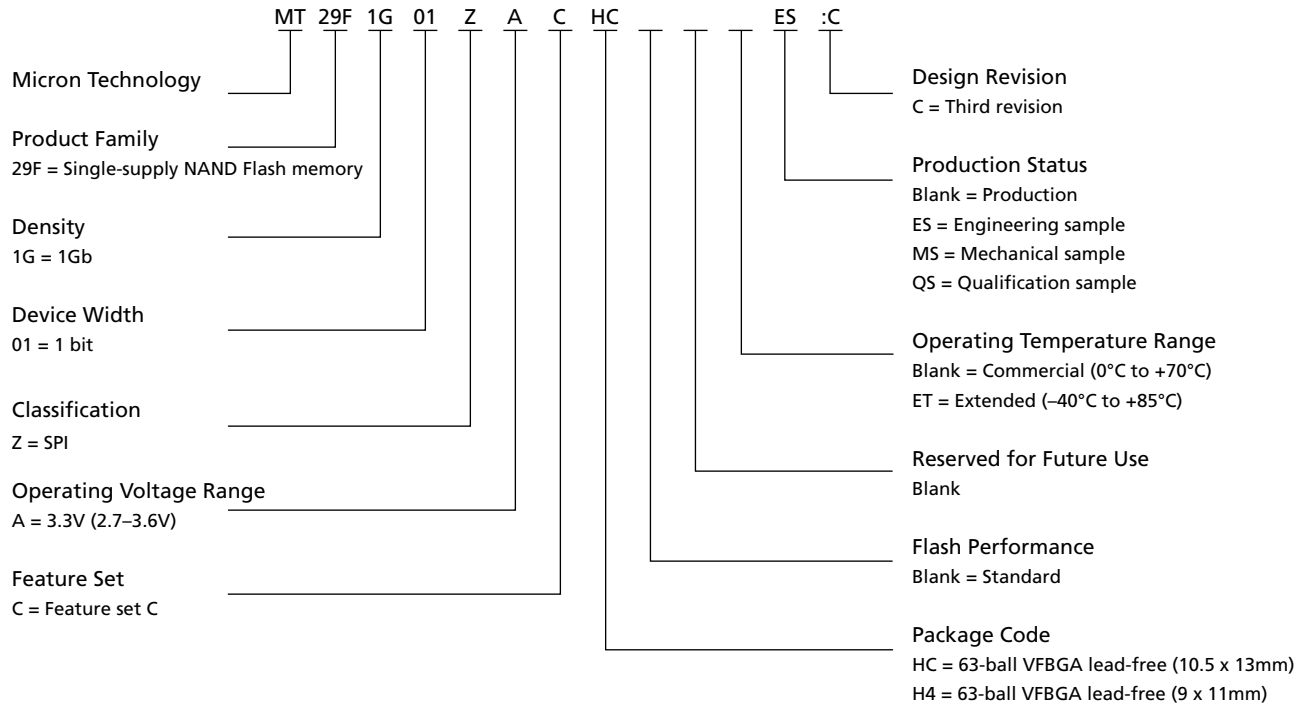 MT 29F 1G 01 Z A C HC ES :C
Micron Technology
Product Family
29F = Single-supply NAND Flash memory
Density
1G = 1Gb
Device Width
01 = 1 bit
Classification
Z = SPI
Operating Voltage Range
A = 3.3V (2.7–3.6V)
Feature Set
C = Feature set C
Design Revision
C = Third revision
Production Status
Blank = Production
ES = Engineering sample
MS = Mechanical sample
QS = Qualification sample
Operating Temperature Range
Blank = Commercial (0°C to +70°C)
ET = Extended (–40°C to +85°C)
Reserved for Future Use
Blank
Flash Performance
Blank = Standard
Package Code
HC = 63-ball VFBGA lead-free (10.5 x 13mm)
H4 = 63-ball VFBGA lead-free (9 x 11mm)